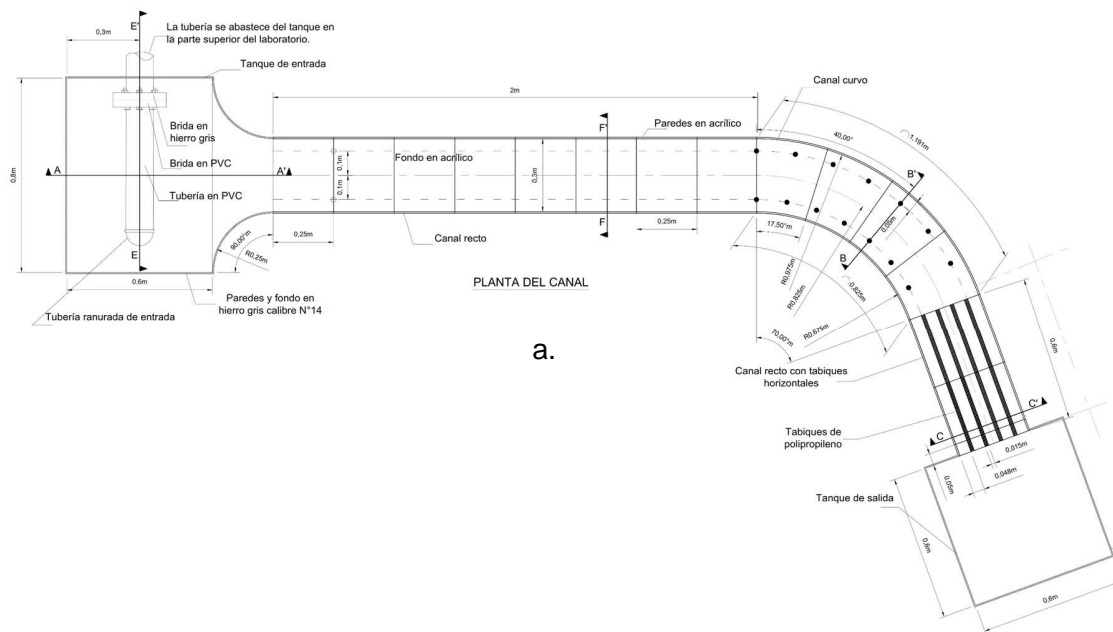 E'
La tubería se abastece del tanque en
la parte superior del laboratorio.
0,3m
Tanque de entrada
2m
Canal curvo
Brida en
hierro gris
F'
Paredes en acrílico
40,00°
1,191m
Brida en PVC
0,1m
Fondo en acrílico
0,8m
A
A'
0,3m
B'
Tubería en PVC
0,1m
0,05m
E
90,00°m
R0,25m
0,25m
Canal recto
F
0,25m
17,50°m
B
R0,975m
R0,825m
0,825m
0,6m
Paredes y fondo en
hierro gris calibre N°14
PLANTA DEL CANAL
Tubería ranurada de entrada
70,00°m
R0,675m
a.
Canal recto con tabiques
horizontales
0,6m
C'
Tabiques de
polipropileno
C
0,015m
0,05m
0,048m
Tanque de salida
0,6m
0,6m